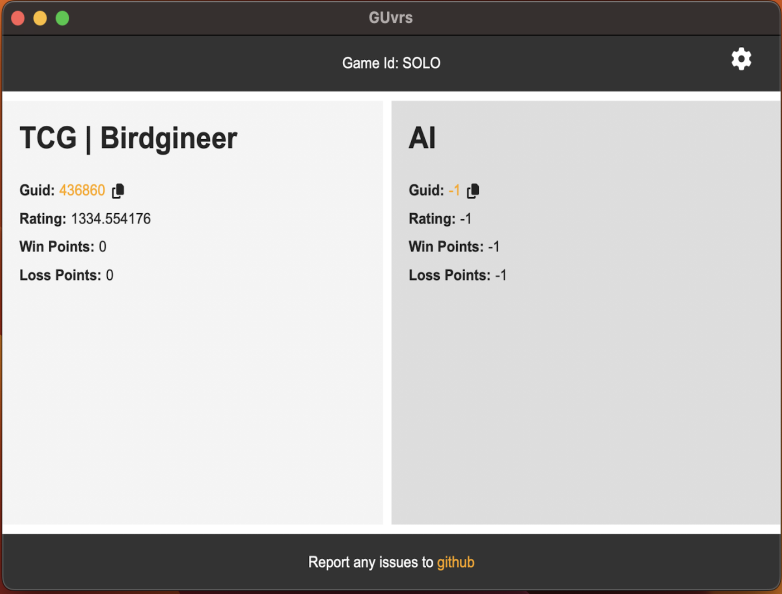 GUvrs
Game Id: SOLO
TCG | Birdgineer
Guid: 436860
Rating: 1334.554176
Win Points: 0
Loss Points: 0
AI
Guid: -1
Rating: -1
Win Points: -1
Loss Points: -1
Report any issues to github